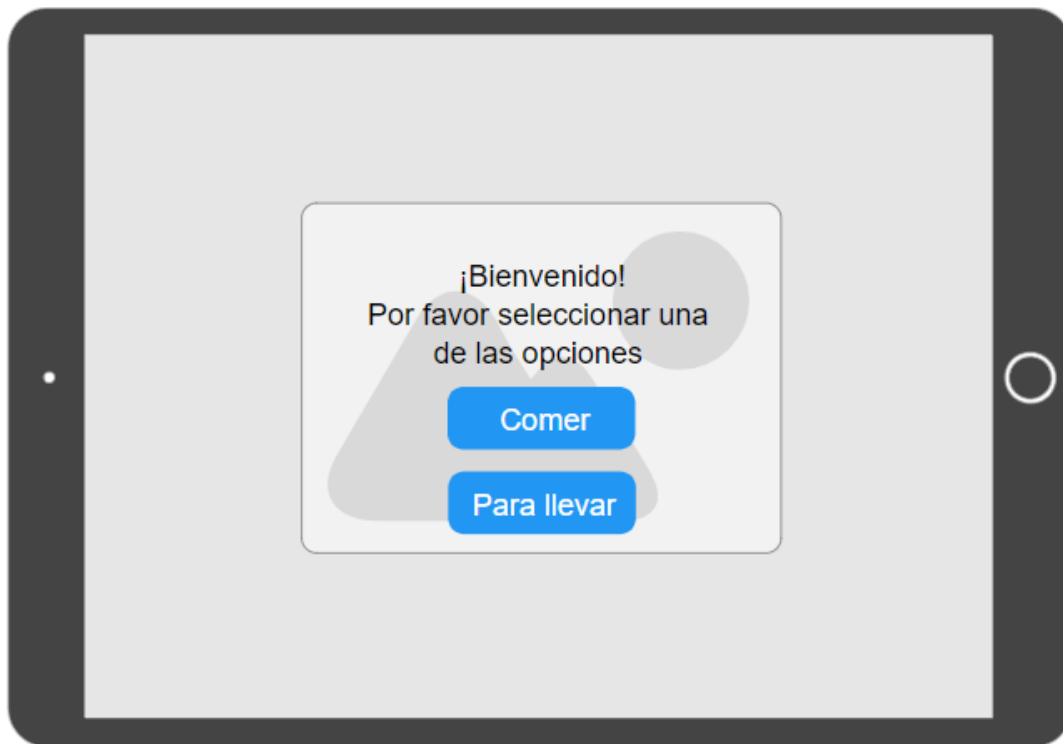 ¡Bienvenido!
Por favor seleccionar una
de las opciones
Comer
Para llevar